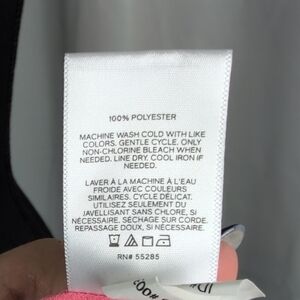 100% POLYESTER
MACHINE WASH COLD WITH LIKE
COLORS. GENTLE CYCLE. ONLY
NON-CHLORINE BLEACH WHEN
NEEDED. LINE DRY. COOL IRON IF
NEEDED.
LAVER À LA MACHINE À L'EAU
FROIDE AVEC COULEURS
SIMILAIRES. CYCLE DÉLICAT.
UTILISEZ SEULEMENT DU
JAVELLISANT SANS CHLORE, SI
NÉCESSAIRE. SÉCHAGE SUR CORDE.
REPASSAGE DOUX, SI NÉCESSAIRE.
RN# 55285